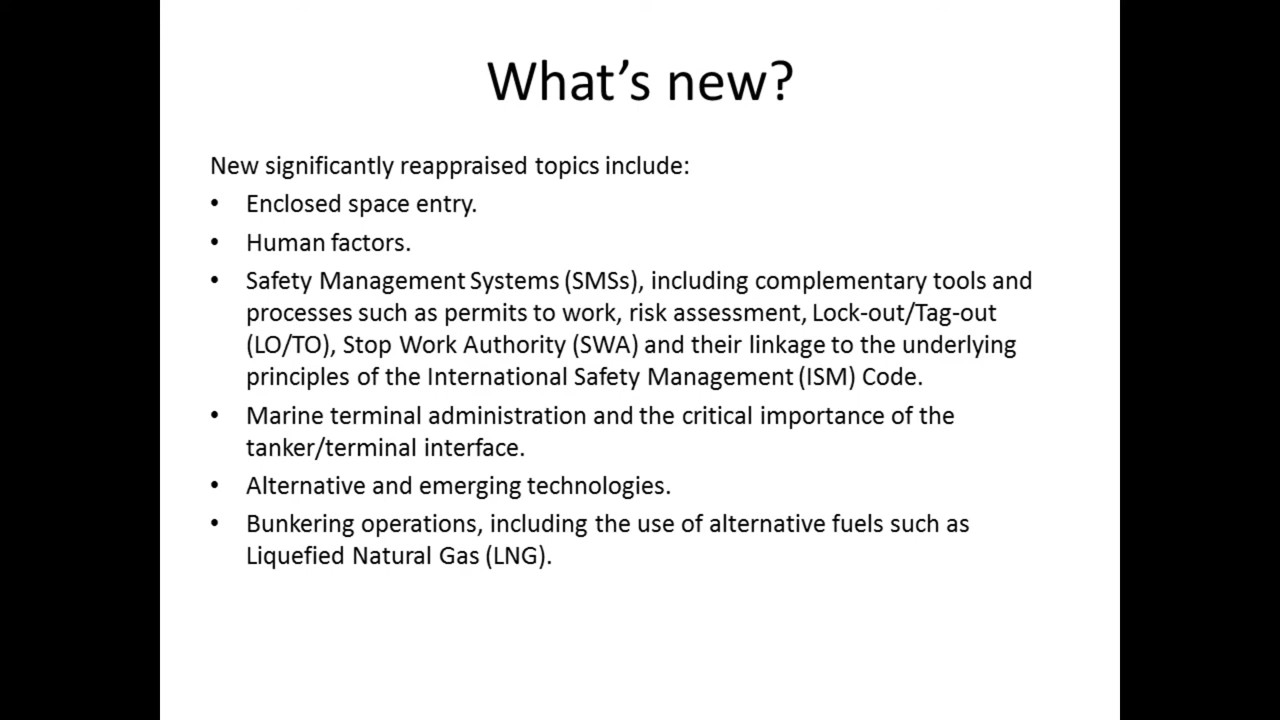 What’s new?
New significantly reappraised topics include:
• Enclosed space entry.
• Human factors.
• Safety Management Systems (SMSs), including complementary tools and
processes such as permits to work, risk assessment, Lock-out/Tag-out
(LO/TO), Stop Work Authority (SWA) and their linkage to the underlying
principles of the International Safety Management (ISM) Code.
• Marine terminal administration and the critical importance of the
tanker/terminal interface.
• Alternative and emerging technologies.
• Bunkering operations, including the use of alternative fuels such as
Liquefied Natural Gas (LNG).